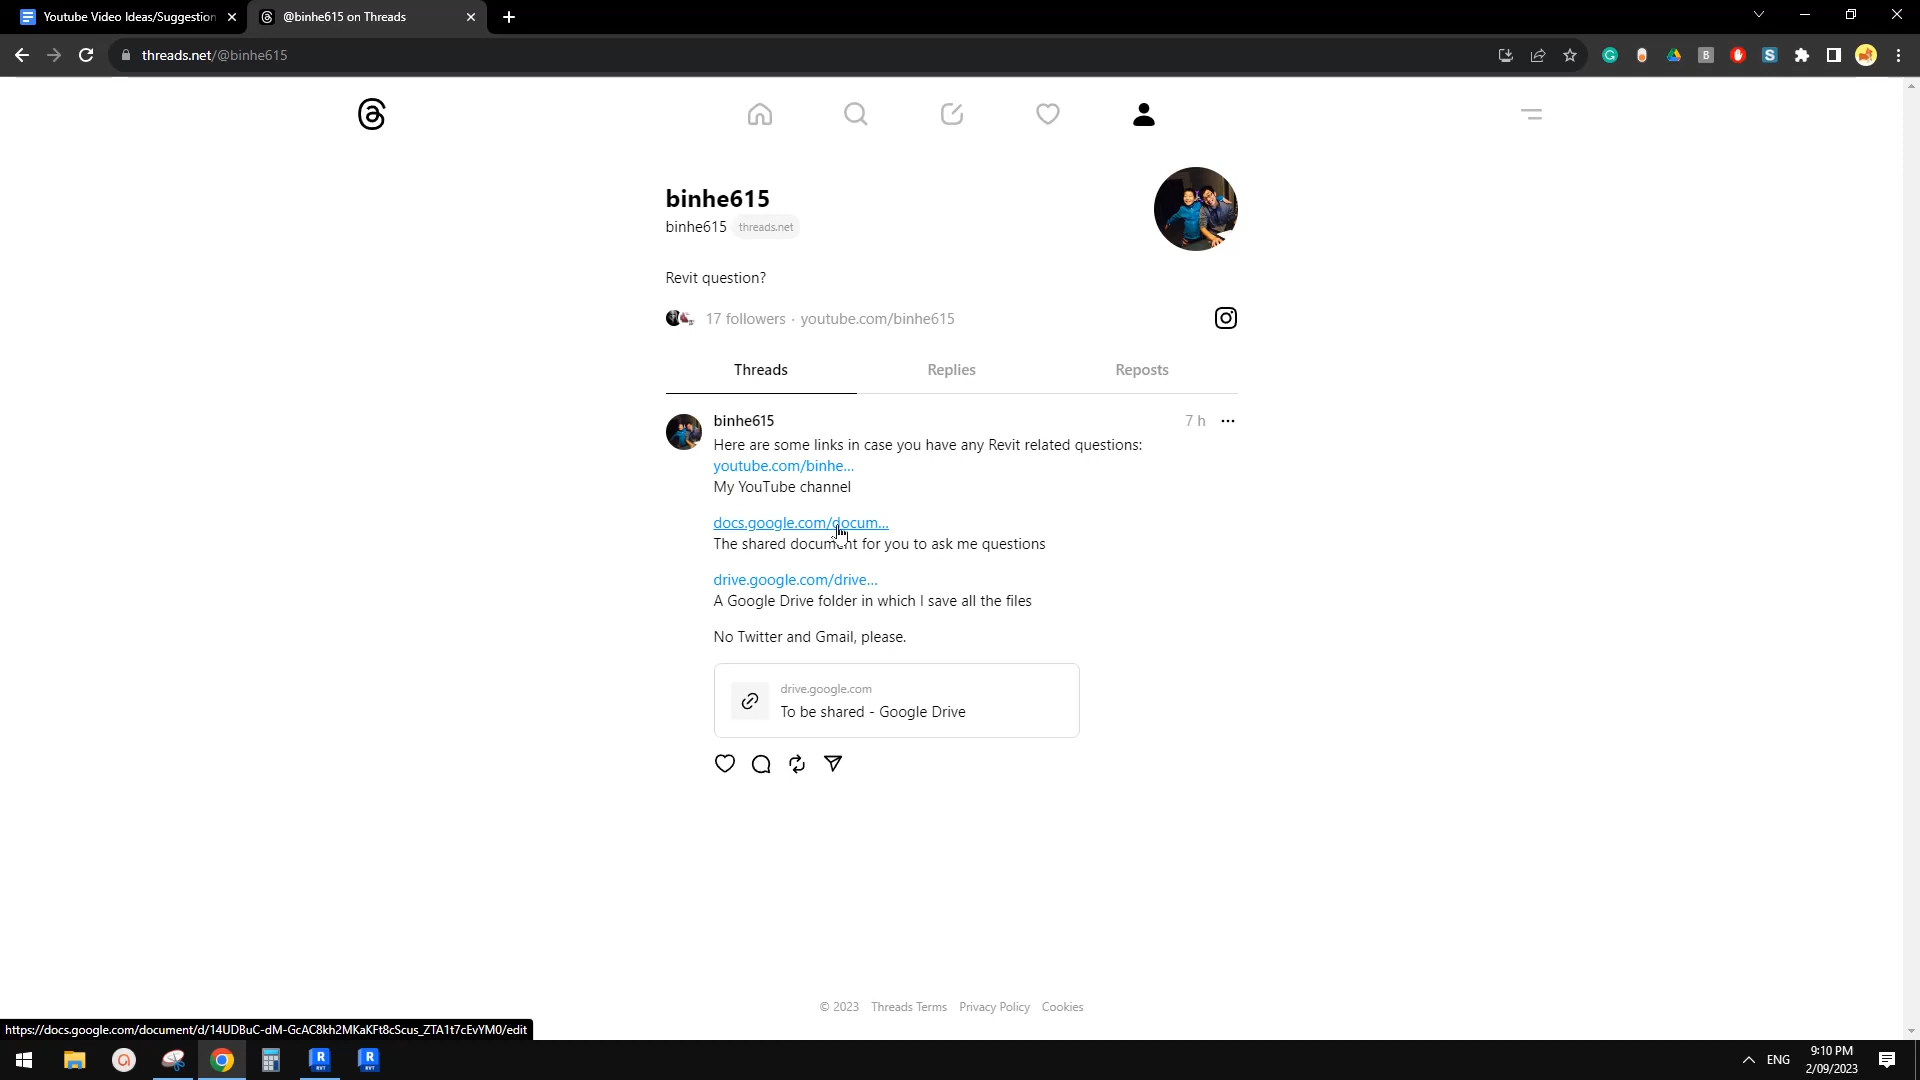 Youtube Video Ideas/Suggestion
@binhe615 on Threads
threads.net/@binhe615
binhe615
binhe615 threads.net
Revit question?
17 followers · youtube.com/binhe615
Threads Replies Reposts
binhe615 7 h
Here are some links in case you have any Revit related questions:
youtube.com/binhe...
My YouTube channel
docs.google.com/docum...
The shared document for you to ask me questions
drive.google.com/drive...
A Google Drive folder in which I save all the files
No Twitter and Gmail, please.
drive.google.com
To be shared - Google Drive
© 2023 Threads Terms Privacy Policy Cookies
https://docs.google.com/document/d/14UDBuC-dM-GcAC8kh2MKaKFt8cScus_ZTA1t7cEvYM0/edit
ENG
9:10 PM
2/09/2023